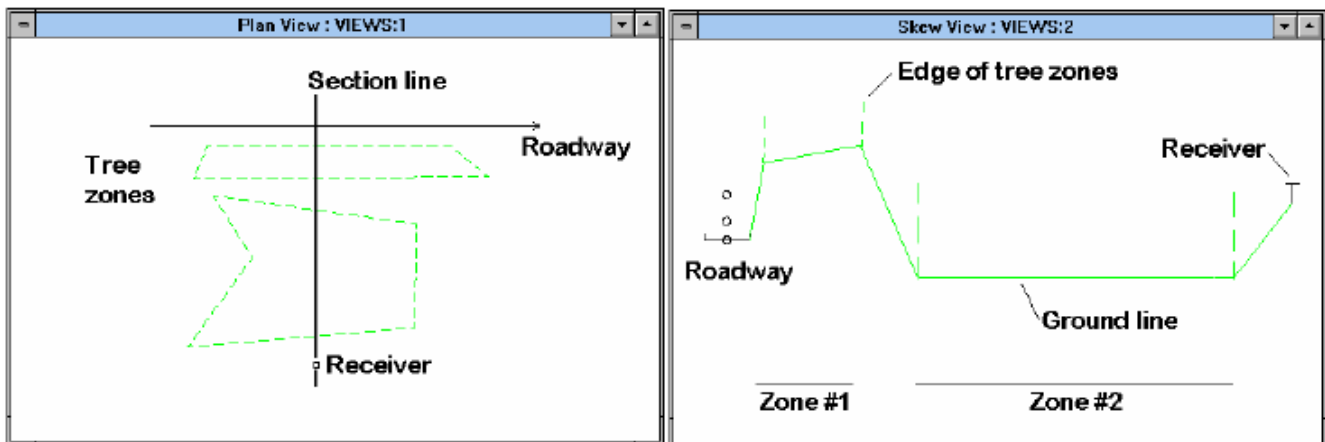 Plan View : VIEWS:1
Section line
Roadway
Tree
zones
Receiver
Skew View : VIEWS:2
Edge of tree zones
Receiver
Roadway
Ground line
Zone #1
Zone #2